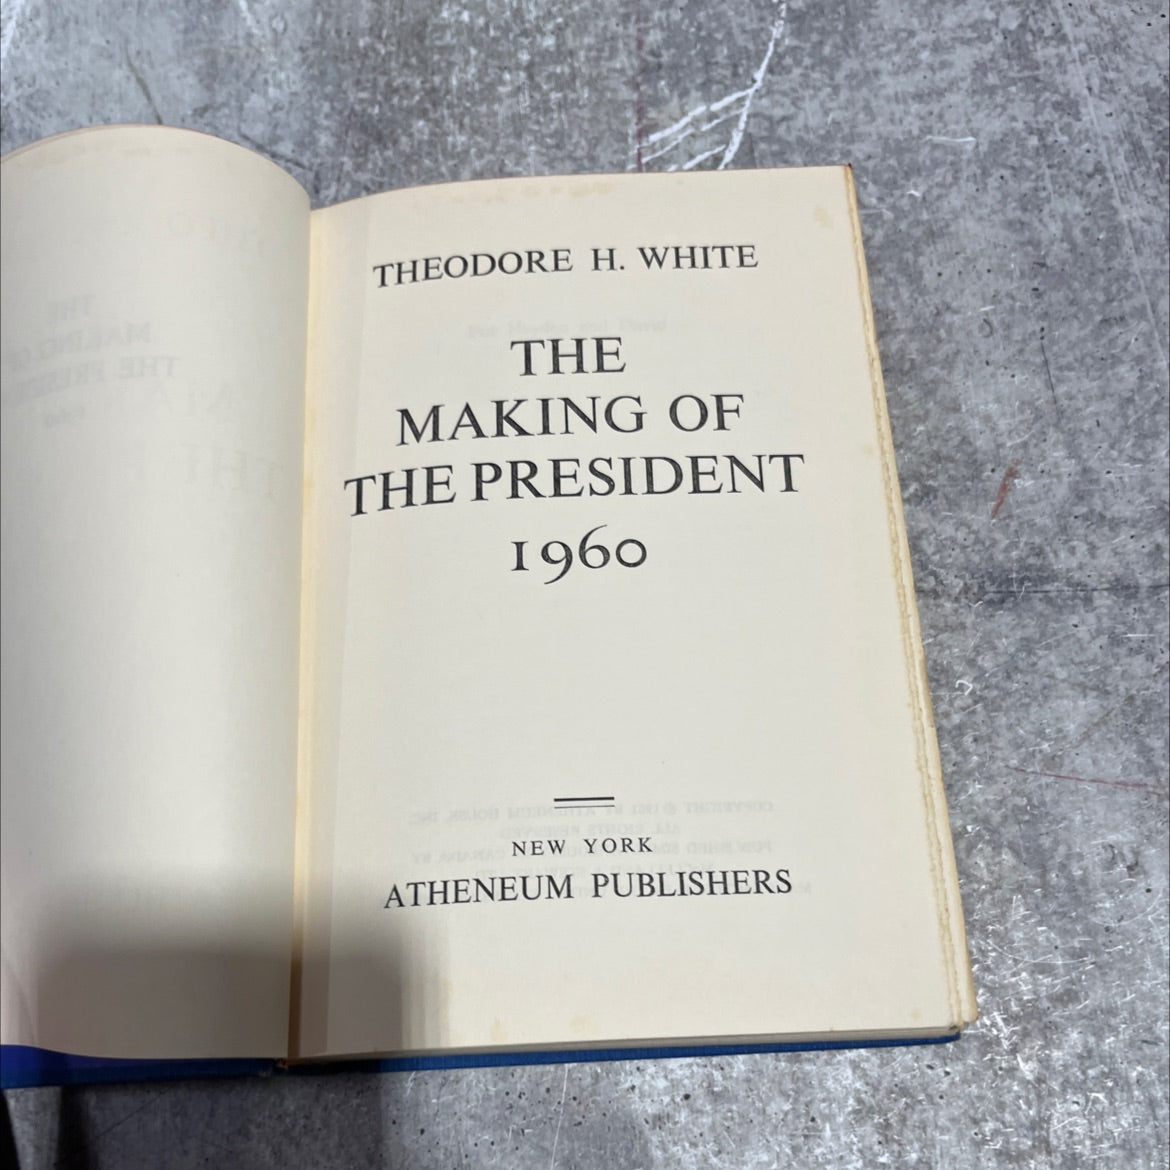 THEODORE H. WHITE
THE
MAKING OF
THE PRESIDENT
1960
NEW YORK
ATHENEUM PUBLISHERS